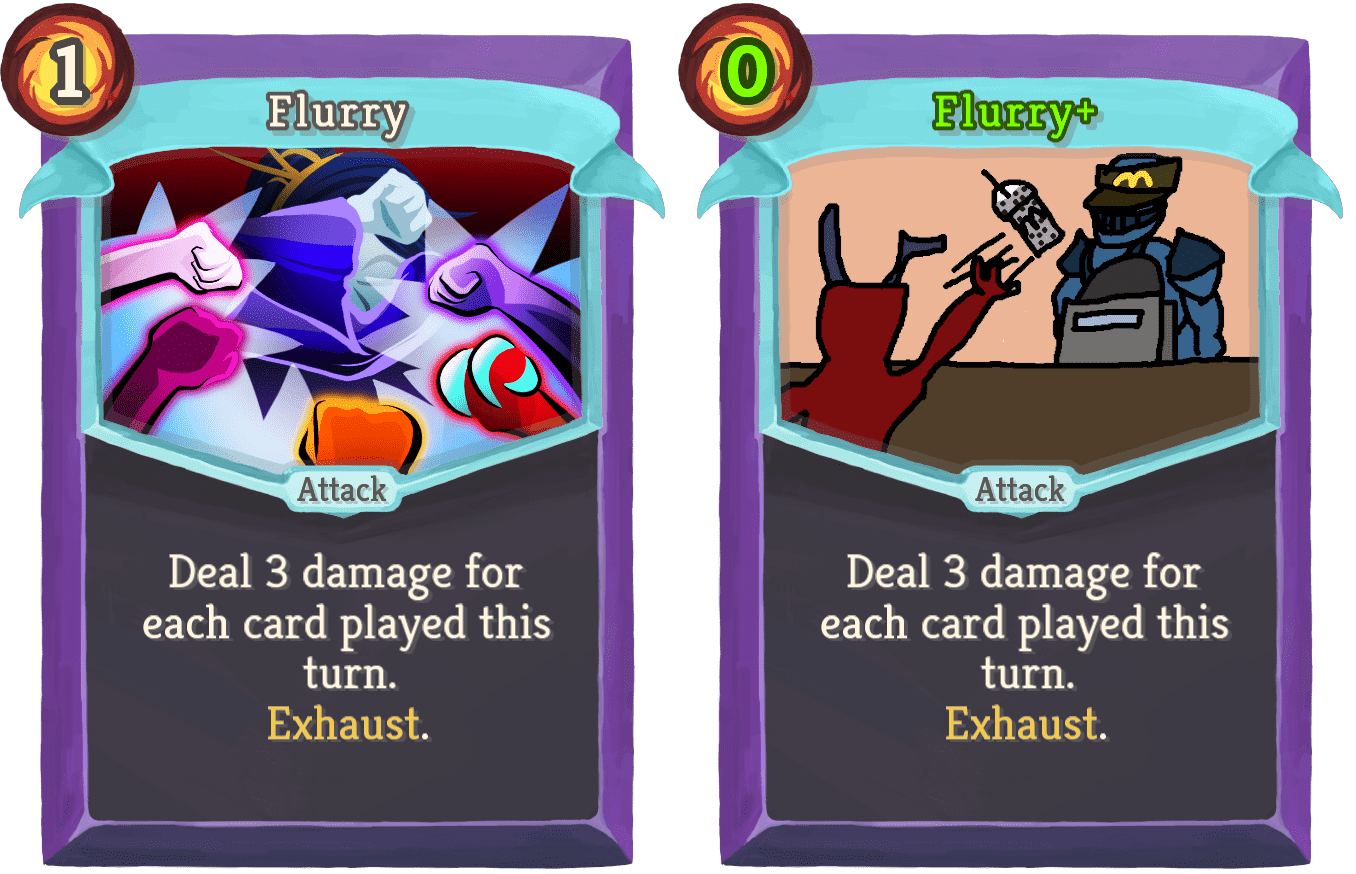 1
Flurry
Attack
Deal 3 damage for
each card played this
turn.
Exhaust.
0
Flurry+
Attack
Deal 3 damage for
each card played this
turn.
Exhaust.